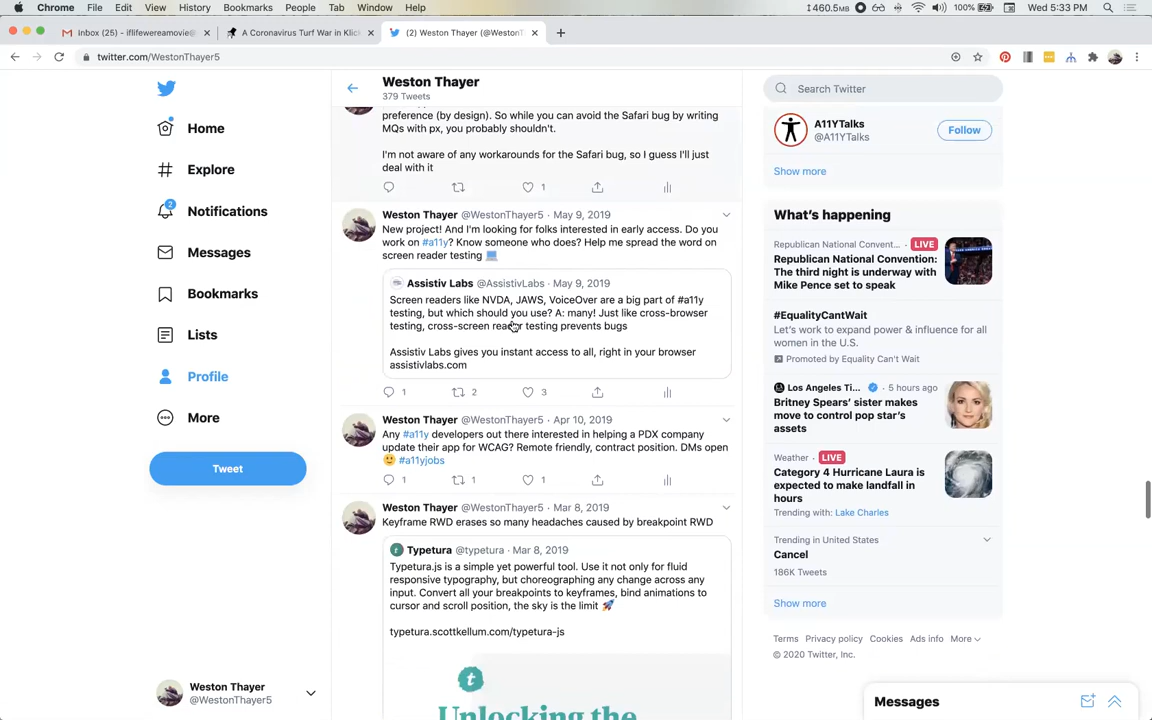 Chrome File Edit View History Bookmarks People Tab Window Help
460.5MB 100% Wed 5:33 PM
Inbox (25) - iflifewereamovie@
A Coronavirus Turf War in Klick
(2) Weston Thayer (@WestonT
twitter.com/WestonThayer5
Home
Explore
2
Notifications
Messages
Bookmarks
Lists
Profile
More
Tweet
Weston Thayer
@WestonThayer5
Weston Thayer
379 Tweets
preference (by design). So while you can avoid the Safari bug by writing
MQs with px, you probably shouldn't.
I'm not aware of any workarounds for the Safari bug, so I guess I'll just
deal with it
1
Weston Thayer @WestonThayer5 · May 9, 2019
New project! And I'm looking for folks interested in early access. Do you
work on #a11y? Know someone who does? Help me spread the word on
screen reader testing 💻
Assistiv Labs @AssistivLabs · May 9, 2019
Screen readers like NVDA, JAWS, VoiceOver are a big part of #a11y
testing, but which should you use? A: many! Just like cross-browser
testing, cross-screen reader testing prevents bugs
Assistiv Labs gives you instant access to all, right in your browser
assistivlabs.com
1 2 3
Weston Thayer @WestonThayer5 · Apr 10, 2019
Any #a11y developers out there interested in helping a PDX company
update their app for WCAG? Remote friendly, contract position. DMs open
🙂 #a11yjobs
1 1 1
Weston Thayer @WestonThayer5 · Mar 8, 2019
Keyframe RWD erases so many headaches caused by breakpoint RWD
Typetura @typetura · Mar 8, 2019
Typetura.js is a simple yet powerful tool. Use it not only for fluid
responsive typography, but choreographing any change across any
input. Convert all your breakpoints to keyframes, bind animations to
cursor and scroll position, the sky is the limit 🚀
typetura.scottkellum.com/typetura-js
t
Unlocking the
Search Twitter
A11YTalks
@A11YTalks
Follow
Show more
What's happening
Republican National Convent... · LIVE
Republican National Convention:
The third night is underway with
Mike Pence set to speak
#EqualityCantWait
Let's work to expand power & influence for all
women in the U.S.
Promoted by Equality Can't Wait
Los Angeles Ti... · 5 hours ago
Britney Spears' sister makes
move to control pop star's
assets
Weather · LIVE
Category 4 Hurricane Laura is
expected to make landfall in
hours
Trending with: Lake Charles
Trending in United States
Cancel
186K Tweets
Show more
Terms Privacy policy Cookies Ads info More
© 2020 Twitter, Inc.
Messages